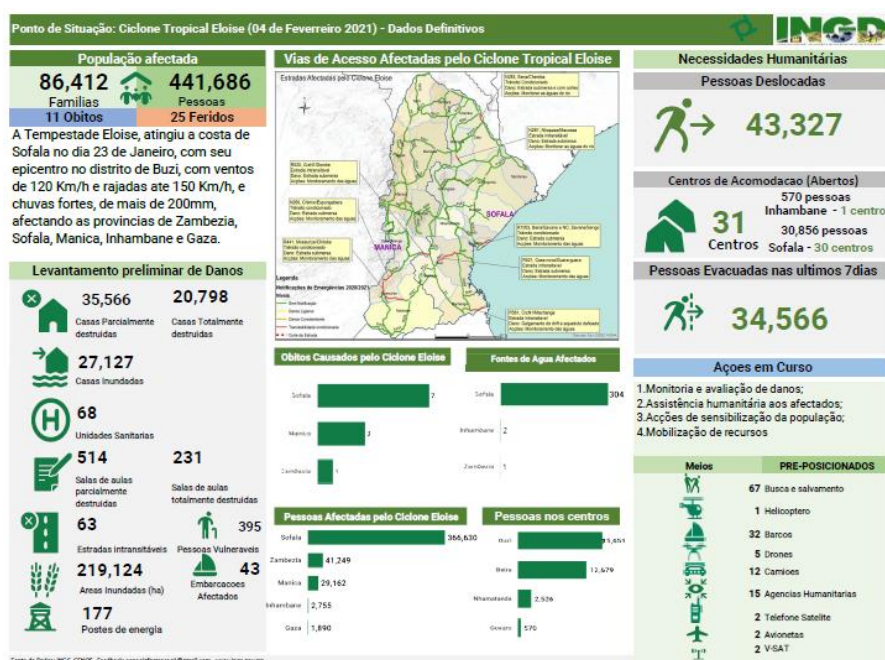 Ponto de Situação: Ciclone Tropical Eloise (04 de Feverreiro 2021) - Dados Definitivos
INGD
População afectada
86,412
Familias
441,686
Pessoas
11 Obitos
25 Feridos
A Tempestade Eloise, atingiu a costa de
Sofala no dia 23 de Janeiro, com seu
epicentro no distrito de Buzi, com ventos
de 120 Km/h e rajadas ate 150 Km/h, e
chuvas fortes, de mais de 200mm,
afectando as provincias de Zambezia,
Sofala, Manica, Inhambane e Gaza.
Levantamento preliminar de Danos
35,566
Casas Parcialmente
destruidas
20,798
Casas Totalmente
destruidas
27,127
Casas Inundadas
H
68
Unidades Sanitarias
514
Salas de aulas
parcialmente
destruidas
231
Salas de aulas
totalmente destruidas
63
Estradas intransitáveis
395
Pessoas Vulneraveis
219,124
Areas Inundadas (ha)
43
Embarcacoes
Afectados
177
Postes de energia
Vias de Acesso Afectadas pelo Ciclone Tropical Eloise
Estradas Afectadas pelo Ciclone Eloise
SOFALA
MANICA
Legenda
Obitos Causados pelo Ciclone Eloise
Sofala 7
Manica 3
Zambezia 1
Fontes de Agua Afectados
Sofala 304
Inhambane 2
Zambezia 1
Pessoas Afectadas pelo Ciclone Eloise
Sofala 366,630
Zambezia 41,249
Manica 29,162
Inhambane 2,755
Gaza 1,890
Pessoas nos centros
Buzi
Beira 12,679
Nhamatanda 2,526
Govuro 570
Necessidades Humanitárias
Pessoas Deslocadas
43,327
Centros de Acomodacao (Abertos)
31
Centros
570 pessoas
Inhambane - 1 centro
30,856 pessoas
Sofala - 30 centros
Pessoas Evacuadas nas ultimos 7dias
34,566
Açoes em Curso
1.Monitoria e avaliação de danos;
2.Assistência humanitária aos afectados;
3.Acções de sensibilização da população;
4.Mobilização de recursos
Meios PRE-POSICIONADOS
67 Busca e salvamento
1 Helicoptero
32 Barcos
5 Drones
12 Camioes
15 Agencias Humanitarias
2 Telefone Satelite
2 Avionetas
2 V-SAT